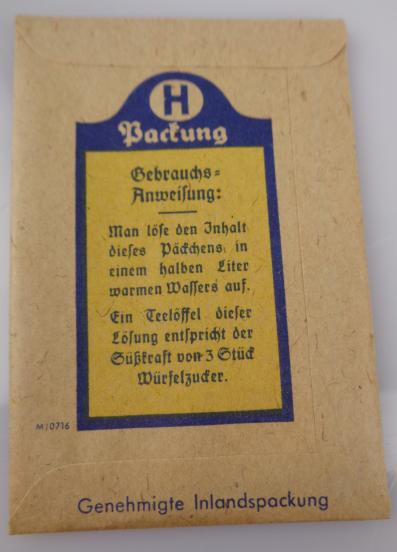 H
Packung
Gebrauchs=
Anweisung:
Man löse den Inhalt
dieses Päckchens in
einem halben Liter
warmen Wassers auf.
Ein Teelöffel dieser
Lösung entspricht der
Süßkraft von 3 Stück
Würfelzucker.
M/0716
Genehmigte Inlandspackung